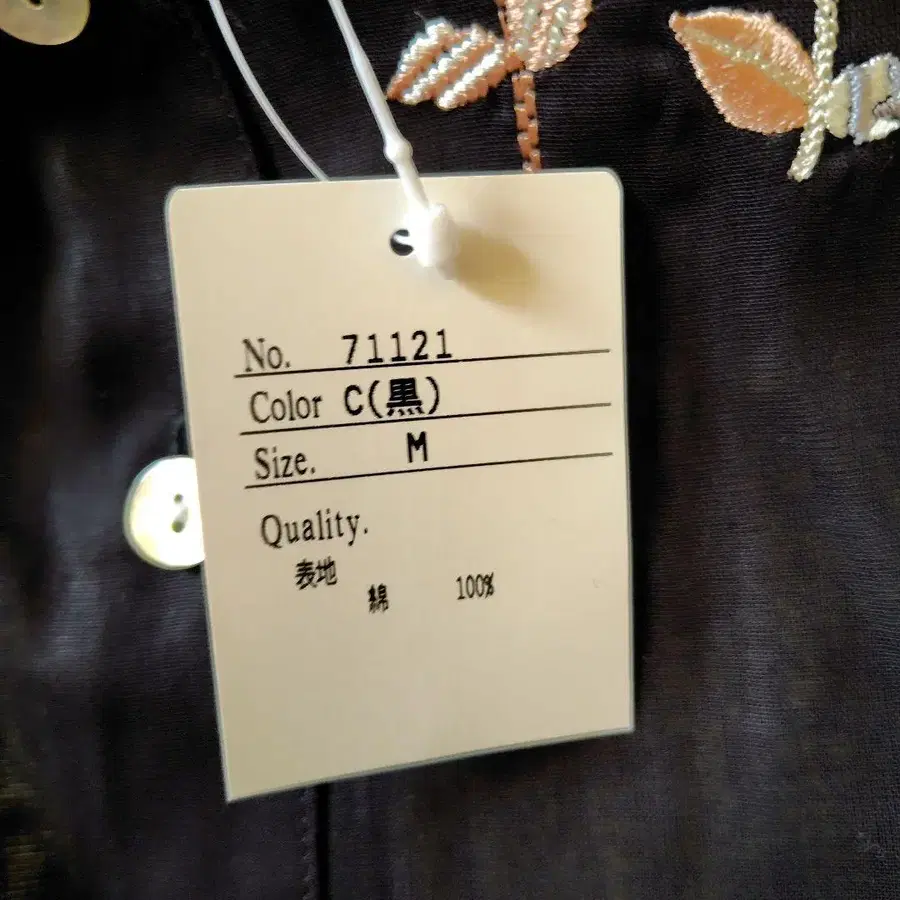 No. 71121
Color C(黒)
Size. M
Quality.
表地
綿 100%